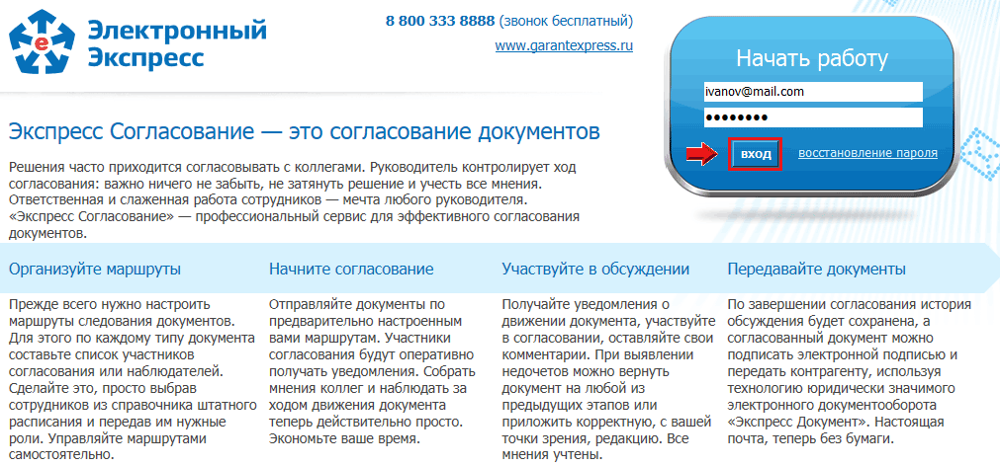 Электронный
Экспресс
e
8 800 333 8888 (звонок бесплатный)
www.garantexpress.ru
Начать работу
ivanov@mail.com
••••••••
вход
восстановление пароля
Экспресс Согласование — это согласование документов
Решения часто приходится согласовывать с коллегами. Руководитель контролирует ход
согласования: важно ничего не забыть, не затянуть решение и учесть все мнения.
Ответственная и слаженная работа сотрудников — мечта любого руководителя.
«Экспресс Согласование» — профессиональный сервис для эффективного согласования
документов.
Организуйте маршруты
Прежде всего нужно настроить
маршруты следования документов.
Для этого по каждому типу документа
составьте список участников
согласования или наблюдателей.
Сделайте это, просто выбрав
сотрудников из справочника штатного
расписания и передав им нужные
роли. Управляйте маршрутами
самостоятельно.
Начните согласование
Отправляйте документы по
предварительно настроенным
вами маршрутам. Участники
согласования будут оперативно
получать уведомления. Собрать
мнения коллег и наблюдать за
ходом движения документа
теперь действительно просто.
Экономьте ваше время.
Участвуйте в обсуждении
Получайте уведомления о
движении документа, участвуйте
в согласовании, оставляйте свои
комментарии. При выявлении
недочетов можно вернуть
документ на любой из
предыдущих этапов или
приложить корректную, с вашей
точки зрения, редакцию. Все
мнения учтены.
Передавайте документы
По завершении согласования история
обсуждения будет сохранена, а
согласованный документ можно
подписать электронной подписью и
передать контрагенту, используя
технологию юридически значимого
электронного документооборота
«Экспресс Документ». Настоящая
почта, теперь без бумаги.